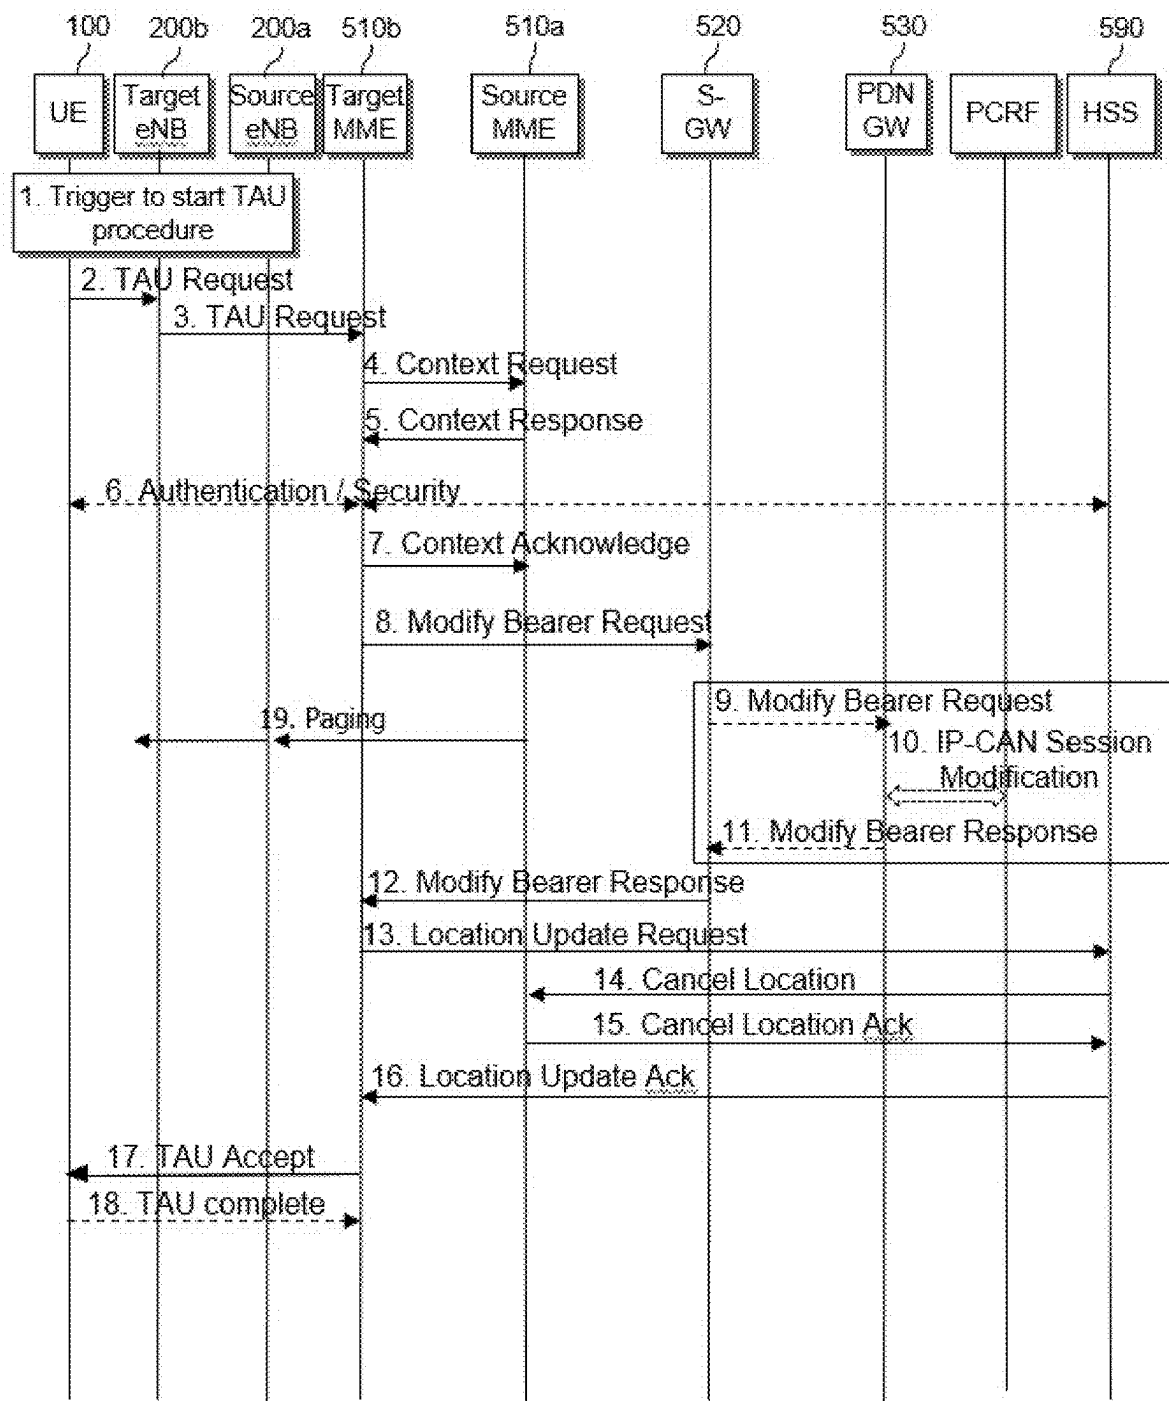 100 200b 200a 510b 510a 520 530 590
UE
Target
eNB
Source
eNB
Target
MME
Source
MME
S-
GW
PDN
GW
PCRF
HSS
1. Trigger to start TAU
procedure
2. TAU Request
3. TAU Request
4. Context Request
5. Context Response
6. Authentication / Security
7. Context Acknowledge
8. Modify Bearer Request
9. Modify Bearer Request
19. Paging
10. IP-CAN Session
Modification
11. Modify Bearer Response
12. Modify Bearer Response
13. Location Update Request
14. Cancel Location
15. Cancel Location Ack
16. Location Update Ack
17. TAU Accept
18. TAU complete